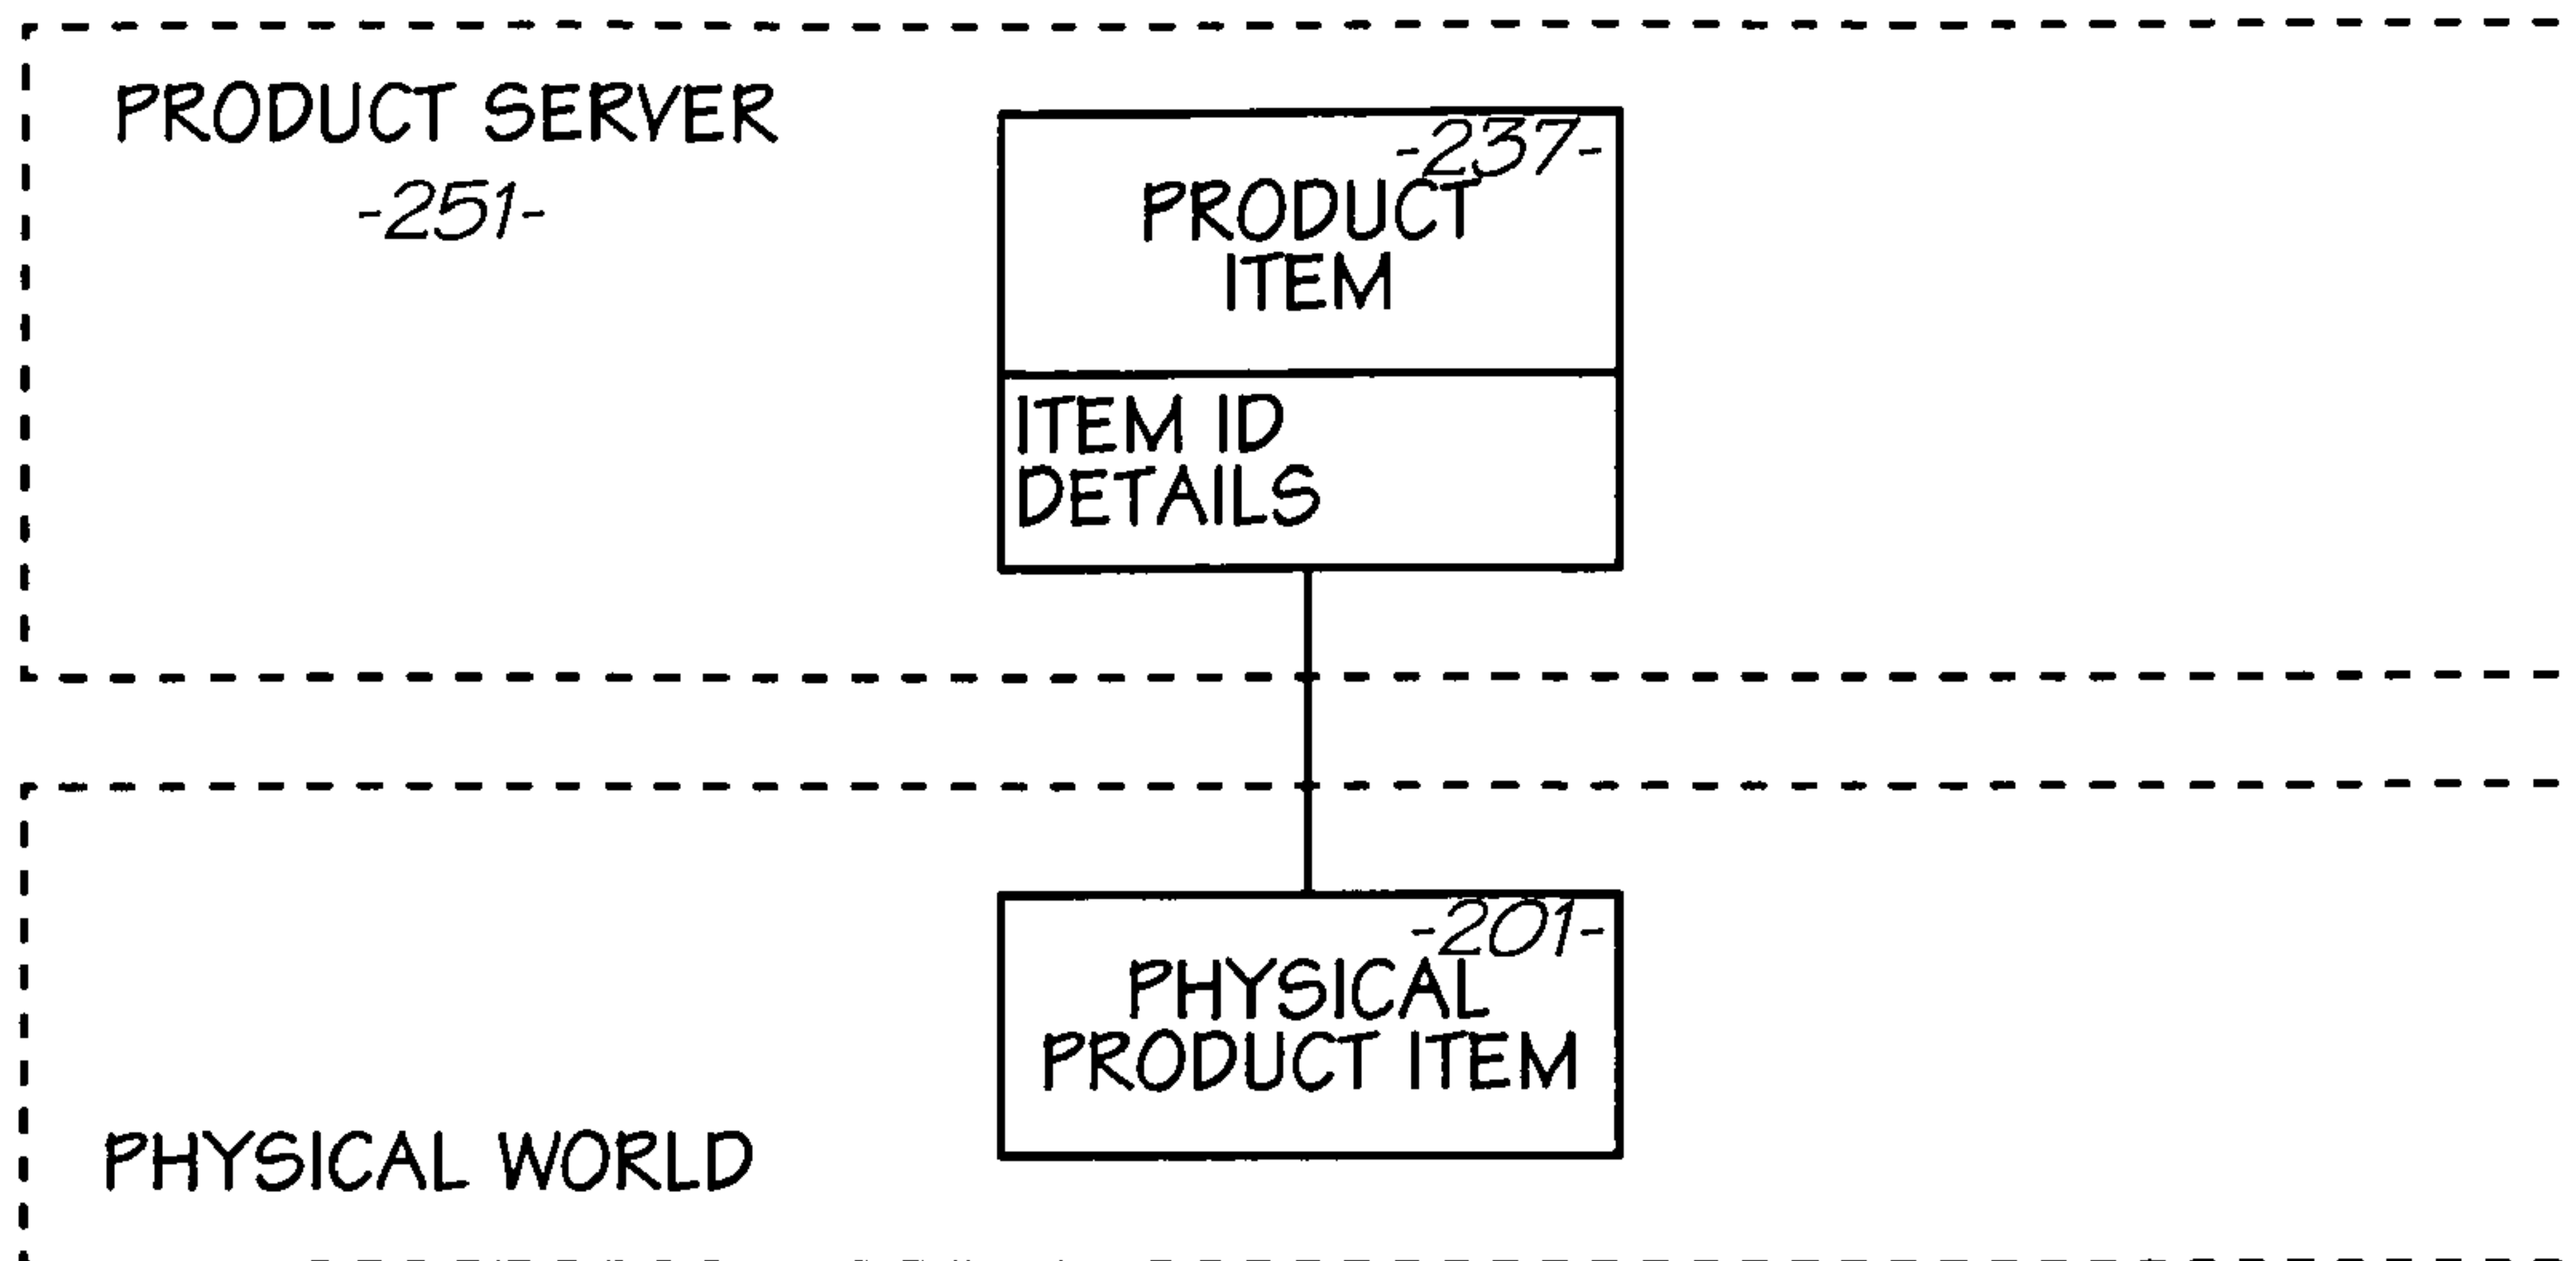 PRODUCT SERVER
-251-
-237-
PRODUCT
ITEM
ITEM ID
DETAILS
-201-
PHYSICAL
PRODUCT ITEM
PHYSICAL WORLD